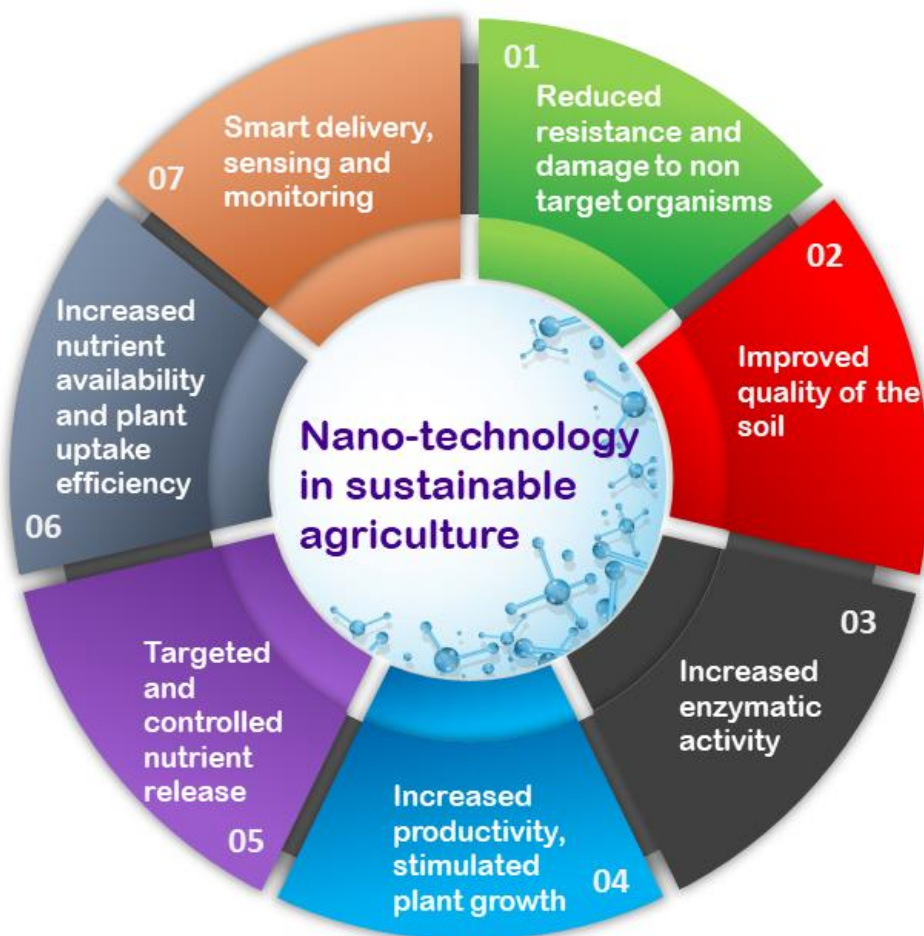 Nano-technology
in sustainable
agriculture
01
Reduced
resistance and
damage to non
target organisms
02
Improved
quality of the
soil
03
Increased
enzymatic
activity
04
Increased
productivity,
stimulated
plant growth
05
Targeted
and
controlled
nutrient
release
06
Increased
nutrient
availability
and plant
uptake
efficiency
07
Smart delivery,
sensing and
monitoring